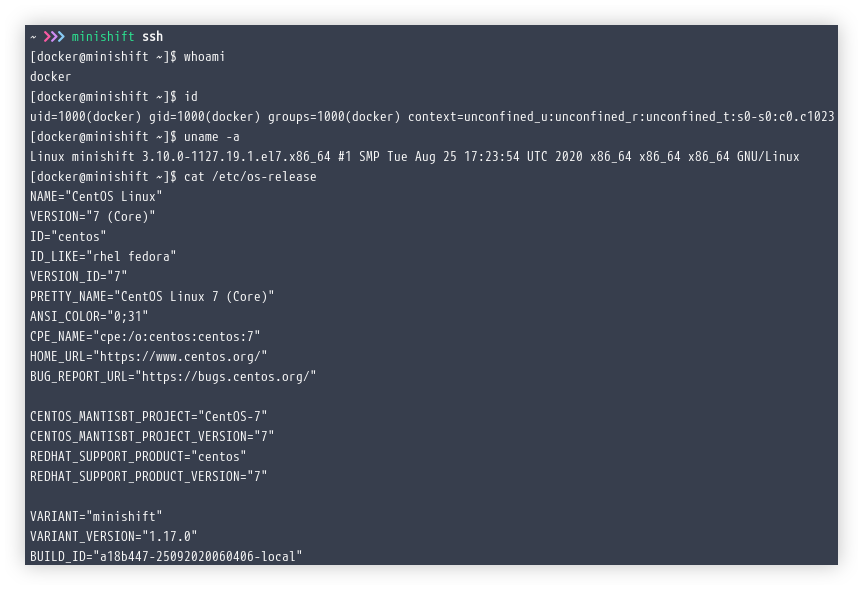 ~ ❯❯❯ minishift ssh
[docker@minishift ~]$ whoami
docker
[docker@minishift ~]$ id
uid=1000(docker) gid=1000(docker) groups=1000(docker) context=unconfined_u:unconfined_r:unconfined_t:s0-s0:c0.c1023
[docker@minishift ~]$ uname -a
Linux minishift 3.10.0-1127.19.1.el7.x86_64 #1 SMP Tue Aug 25 17:23:54 UTC 2020 x86_64 x86_64 x86_64 GNU/Linux
[docker@minishift ~]$ cat /etc/os-release
NAME="CentOS Linux"
VERSION="7 (Core)"
ID="centos"
ID_LIKE="rhel fedora"
VERSION_ID="7"
PRETTY_NAME="CentOS Linux 7 (Core)"
ANSI_COLOR="0;31"
CPE_NAME="cpe:/o:centos:centos:7"
HOME_URL="https://www.centos.org/"
BUG_REPORT_URL="https://bugs.centos.org/"
CENTOS_MANTISBT_PROJECT="CentOS-7"
CENTOS_MANTISBT_PROJECT_VERSION="7"
REDHAT_SUPPORT_PRODUCT="centos"
REDHAT_SUPPORT_PRODUCT_VERSION="7"
VARIANT="minishift"
VARIANT_VERSION="1.17.0"
BUILD_ID="a18b447-25092020060406-local"